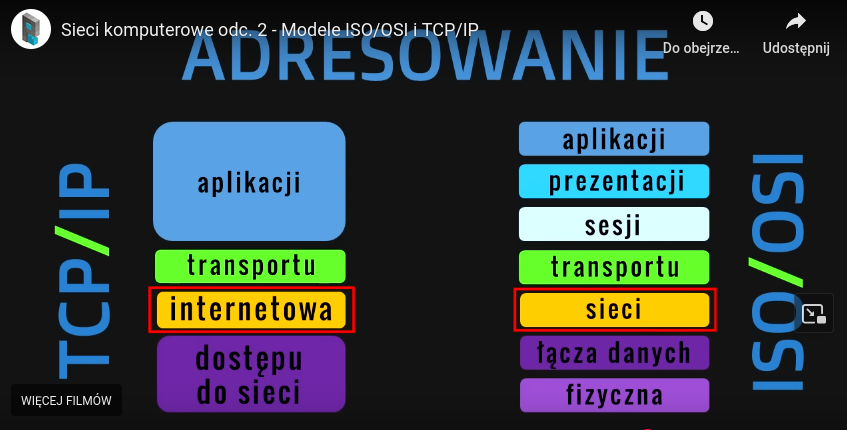 Sieci komputerowe odc. 2 - Modele ISO/OSI i TCP/IP
Do obejrze...
Udostępnij
ADRESOWANIE
TCP/IP
aplikacji
transportu
internetowa
dostępu
do sieci
aplikacji
prezentacji
sesji
transportu
sieci
łącza danych
fizyczna
ISO/OSI
WIĘCEJ FILMÓW